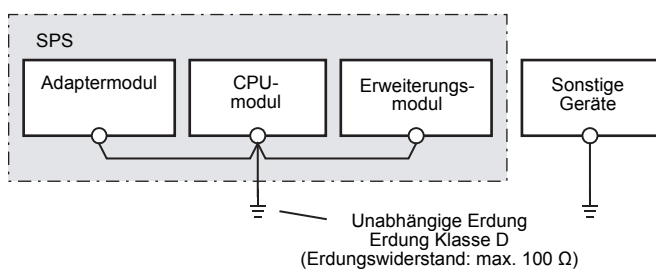 SPS
Adaptermodul
CPU-
modul
Erweiterungs-
modul
Sonstige
Geräte
Unabhängige Erdung
Erdung Klasse D
(Erdungswiderstand: max. 100 Ω)